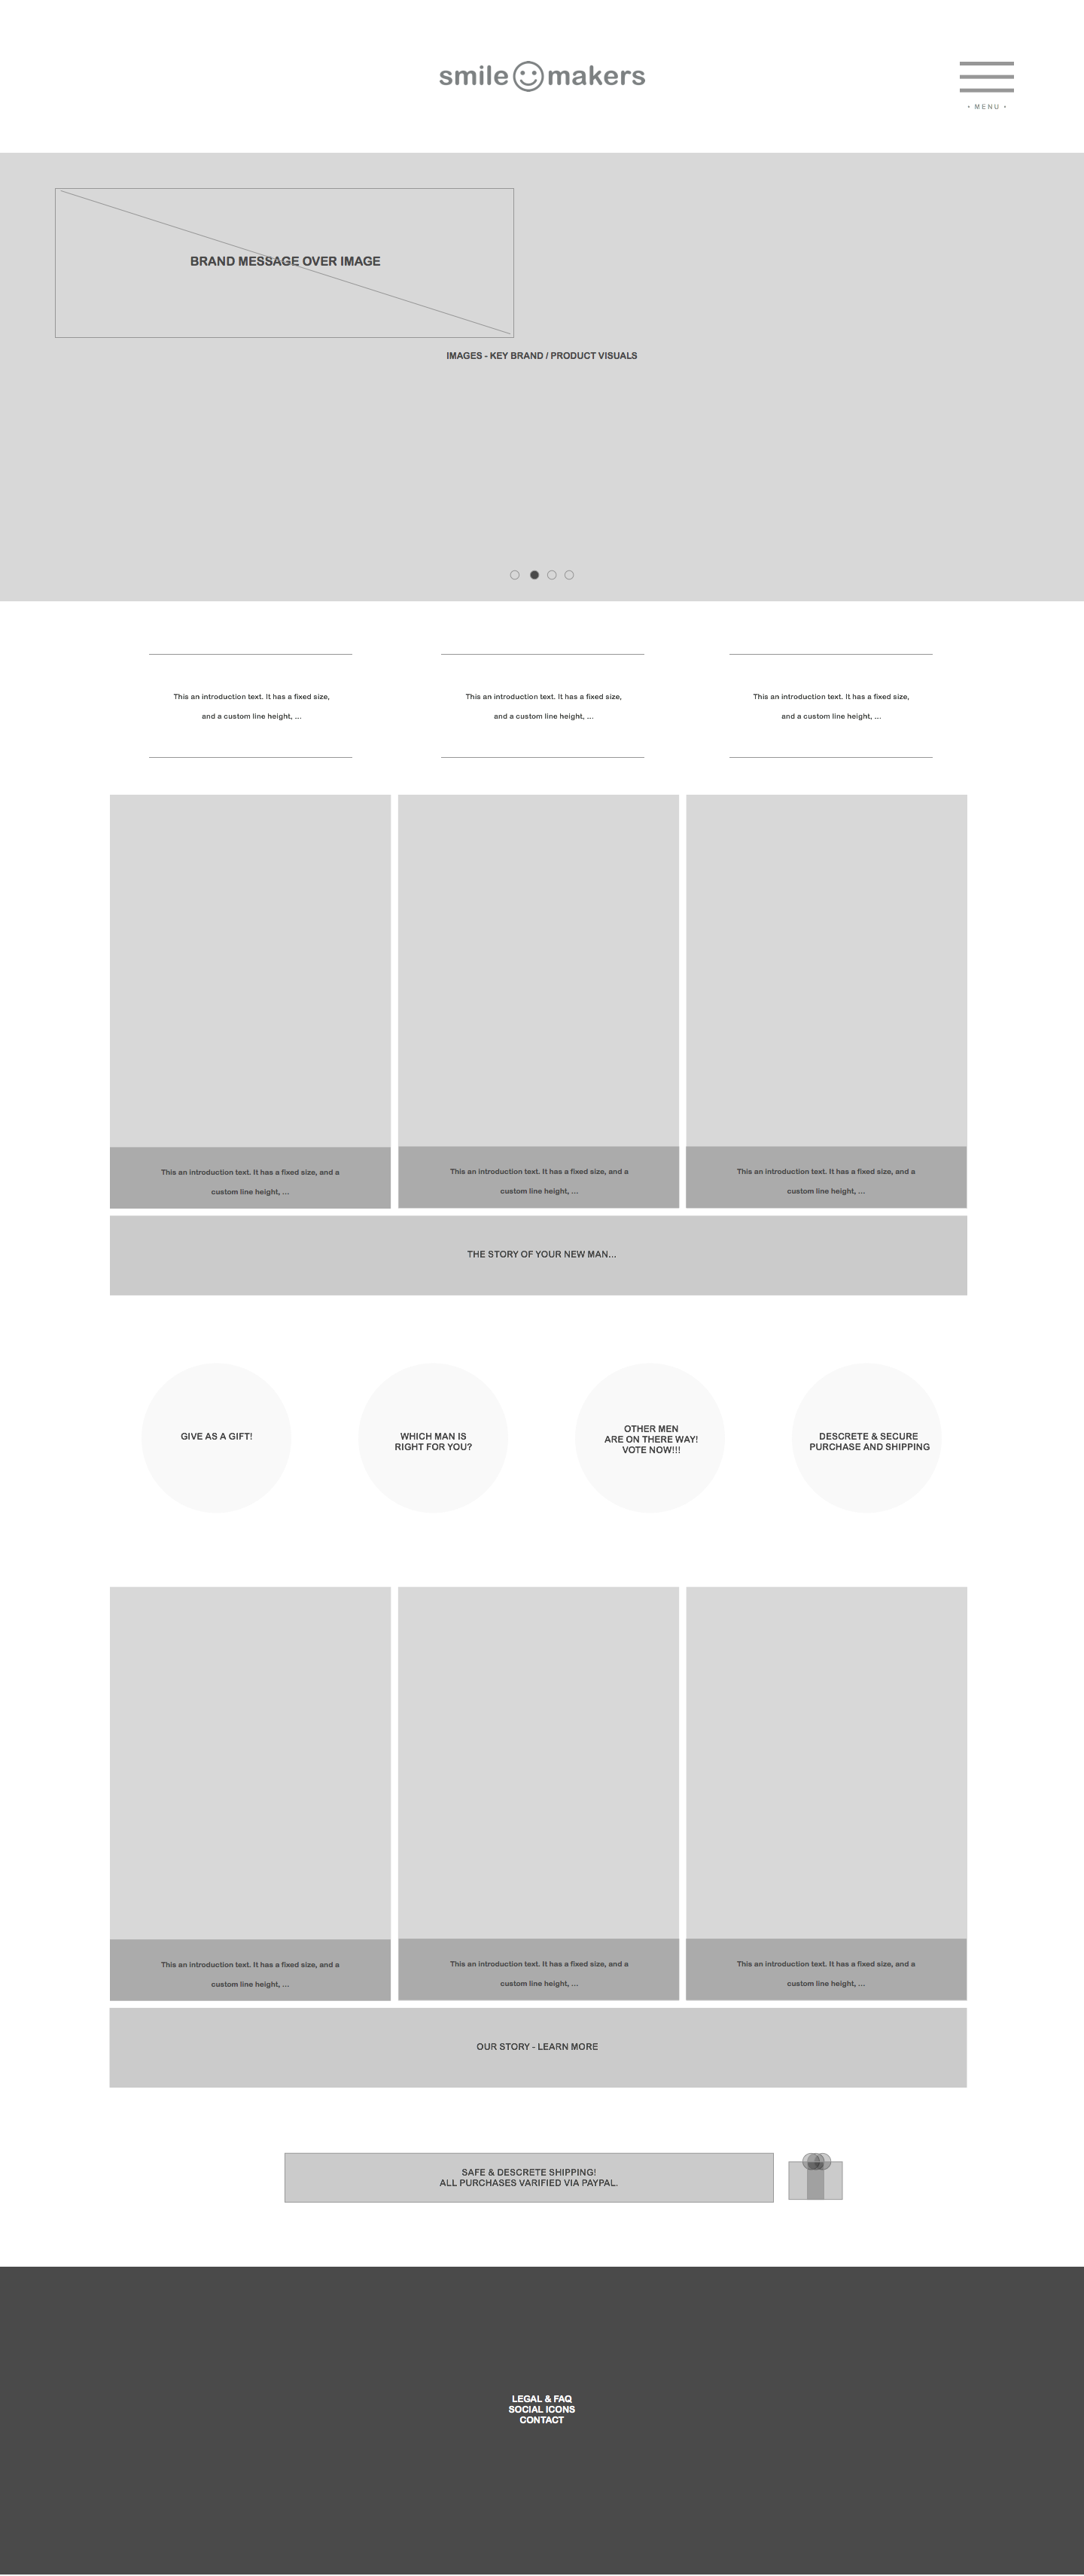 smile makers
• MENU •
BRAND MESSAGE OVER IMAGE
IMAGES - KEY BRAND / PRODUCT VISUALS
This an introduction text. It has a fixed size,
and a custom line height, ...
This an introduction text. It has a fixed size,
and a custom line height, ...
This an introduction text. It has a fixed size,
and a custom line height, ...
This an introduction text. It has a fixed size, and a
custom line height, ...
This an introduction text. It has a fixed size, and a
custom line height, ...
This an introduction text. It has a fixed size, and a
custom line height, ...
THE STORY OF YOUR NEW MAN...
GIVE AS A GIFT!
WHICH MAN IS
RIGHT FOR YOU?
OTHER MEN
ARE ON THERE WAY!
VOTE NOW!!!
DESCRETE & SECURE
PURCHASE AND SHIPPING
This an introduction text. It has a fixed size, and a
custom line height, ...
This an introduction text. It has a fixed size, and a
custom line height, ...
This an introduction text. It has a fixed size, and a
custom line height, ...
OUR STORY - LEARN MORE
SAFE & DESCRETE SHIPPING!
ALL PURCHASES VARIFIED VIA PAYPAL.
LEGAL & FAQ
SOCIAL ICONS
CONTACT